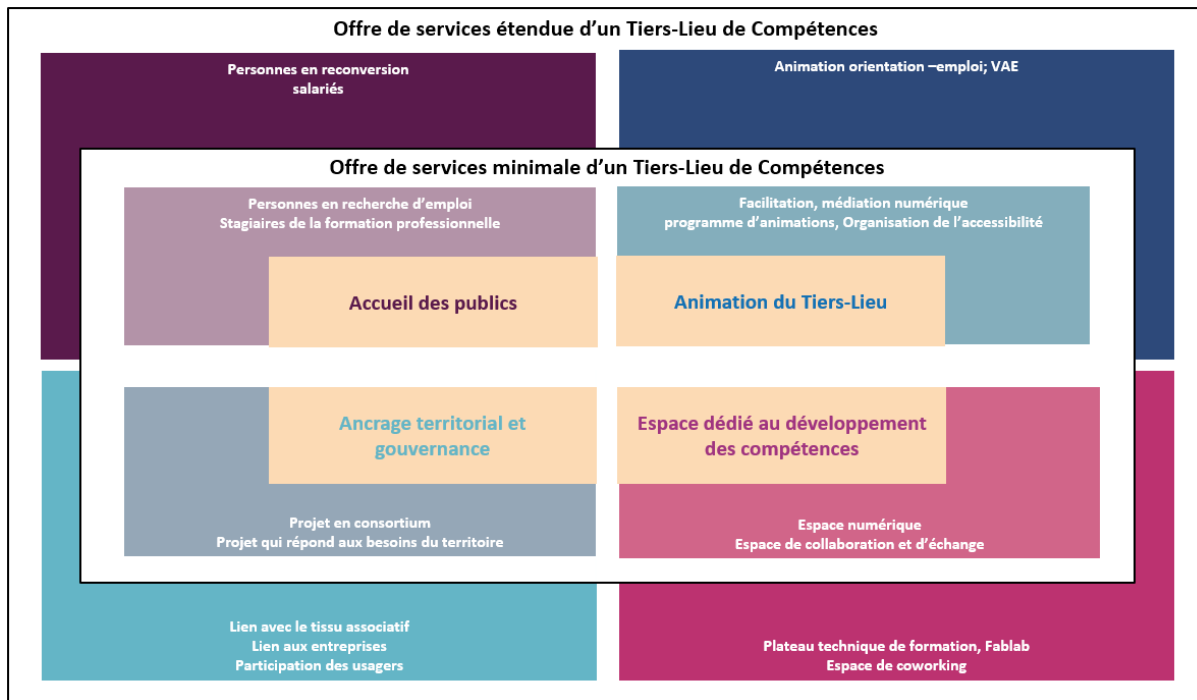 Offre de services étendue d’un Tiers-Lieu de Compétences
Personnes en reconversion
salariés
Animation orientation –emploi; VAE
Offre de services minimale d’un Tiers-Lieu de Compétences
Personnes en recherche d’emploi
Stagiaires de la formation professionnelle
Facilitation, médiation numérique
programme d’animations, Organisation de l’accessibilité
Accueil des publics
Animation du Tiers-Lieu
Ancrage territorial et
gouvernance
Espace dédié au développement
des compétences
Projet en consortium
Projet qui répond aux besoins du territoire
Espace numérique
Espace de collaboration et d’échange
Lien avec le tissu associatif
Lien aux entreprises
Participation des usagers
Plateau technique de formation, Fablab
Espace de coworking